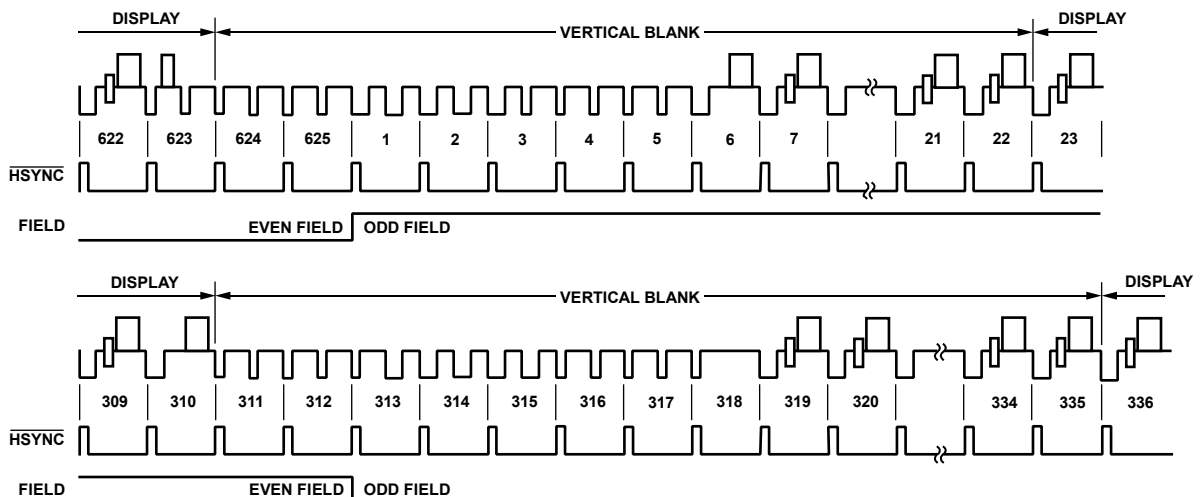 DISPLAY VERTICAL BLANK DISPLAY
622 623 624 625 1 2 3 4 5 6 7 21 22 23
HSYNC
FIELD EVEN FIELD ODD FIELD
DISPLAY VERTICAL BLANK DISPLAY
309 310 311 312 313 314 315 316 317 318 319 320 334 335 336
HSYNC
FIELD EVEN FIELD ODD FIELD